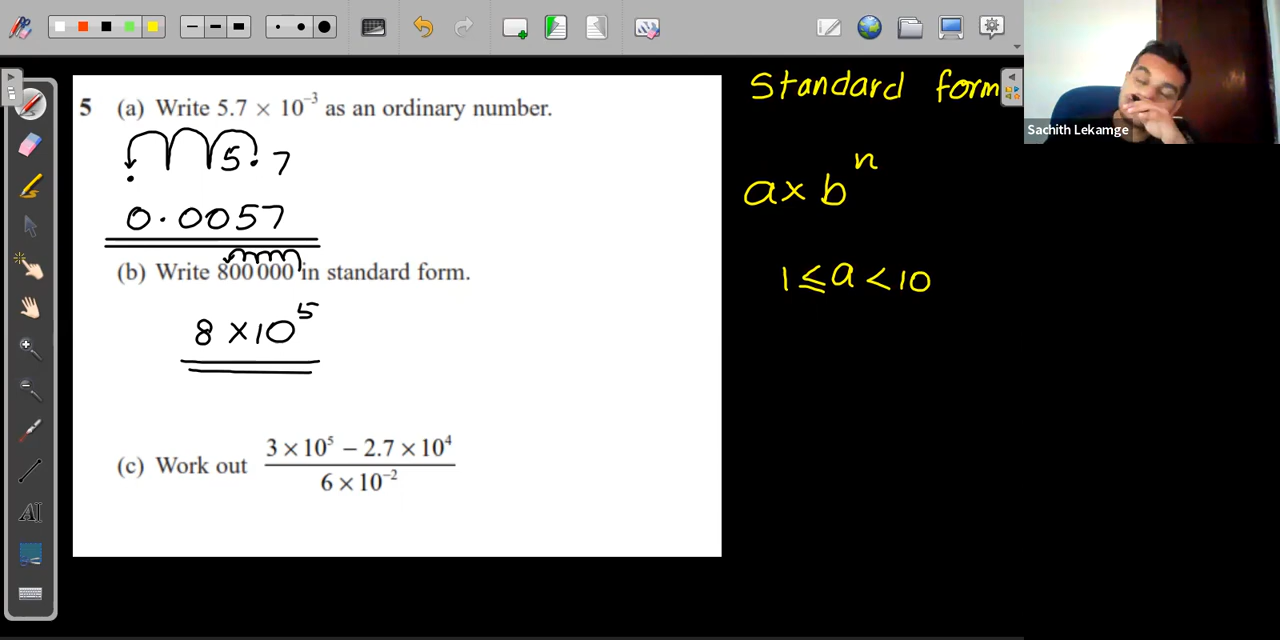 5 (a) Write 5.7 × 10⁻³ as an ordinary number.
5.7
0.0057
(b) Write 800 000 in standard form.
8 × 10⁵
(c) Work out (3 × 10⁵ − 2.7 × 10⁴) / (6 × 10⁻²)
Standard form
a × bⁿ
1 ≤ a < 10
Sachith Lekamge